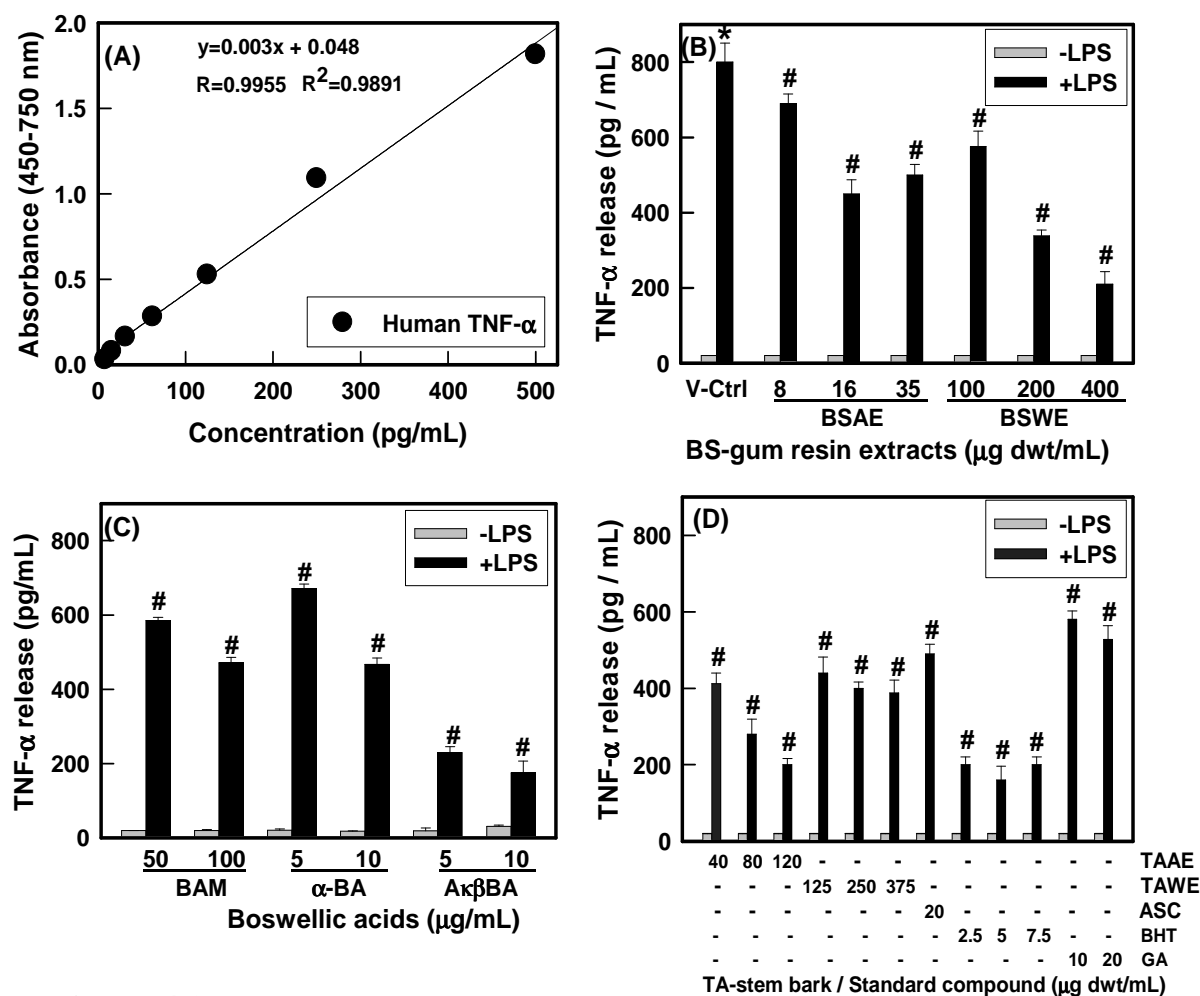 (A)
y=0.003x + 0.048
R=0.9955 R²=0.9891
Absorbance (450-750 nm)
2.0
1.5
1.0
0.5
0.0
Human TNF-α
0 100 200 300 400 500
Concentration (pg/mL)
(B)
-LPS
+LPS
TNF-α release (pg / mL)
800
600
400
200
0
* # # # # # #
V-Ctrl 8 16 35 100 200 400
BSAE BSWE
BS-gum resin extracts (μg dwt/mL)
(C)
-LPS
+LPS
TNF-α release (pg/mL)
800
600
400
200
0
# # # # # #
50 100 5 10 5 10
BAM α-BA AκβBA
Boswellic acids (μg/mL)
(D)
-LPS
+LPS
TNF-α release (pg / mL)
800
600
400
200
0
# # # # # # # # # # # #
40 80 120 - - - - - - - - - TAAE
- - - 125 250 375 - - - - - - TAWE
- - - - - - 20 - - - - - ASC
- - - - - - - 2.5 5 7.5 - - BHT
- - - - - - - - - - 10 20 GA
TA-stem bark / Standard compound (μg dwt/mL)